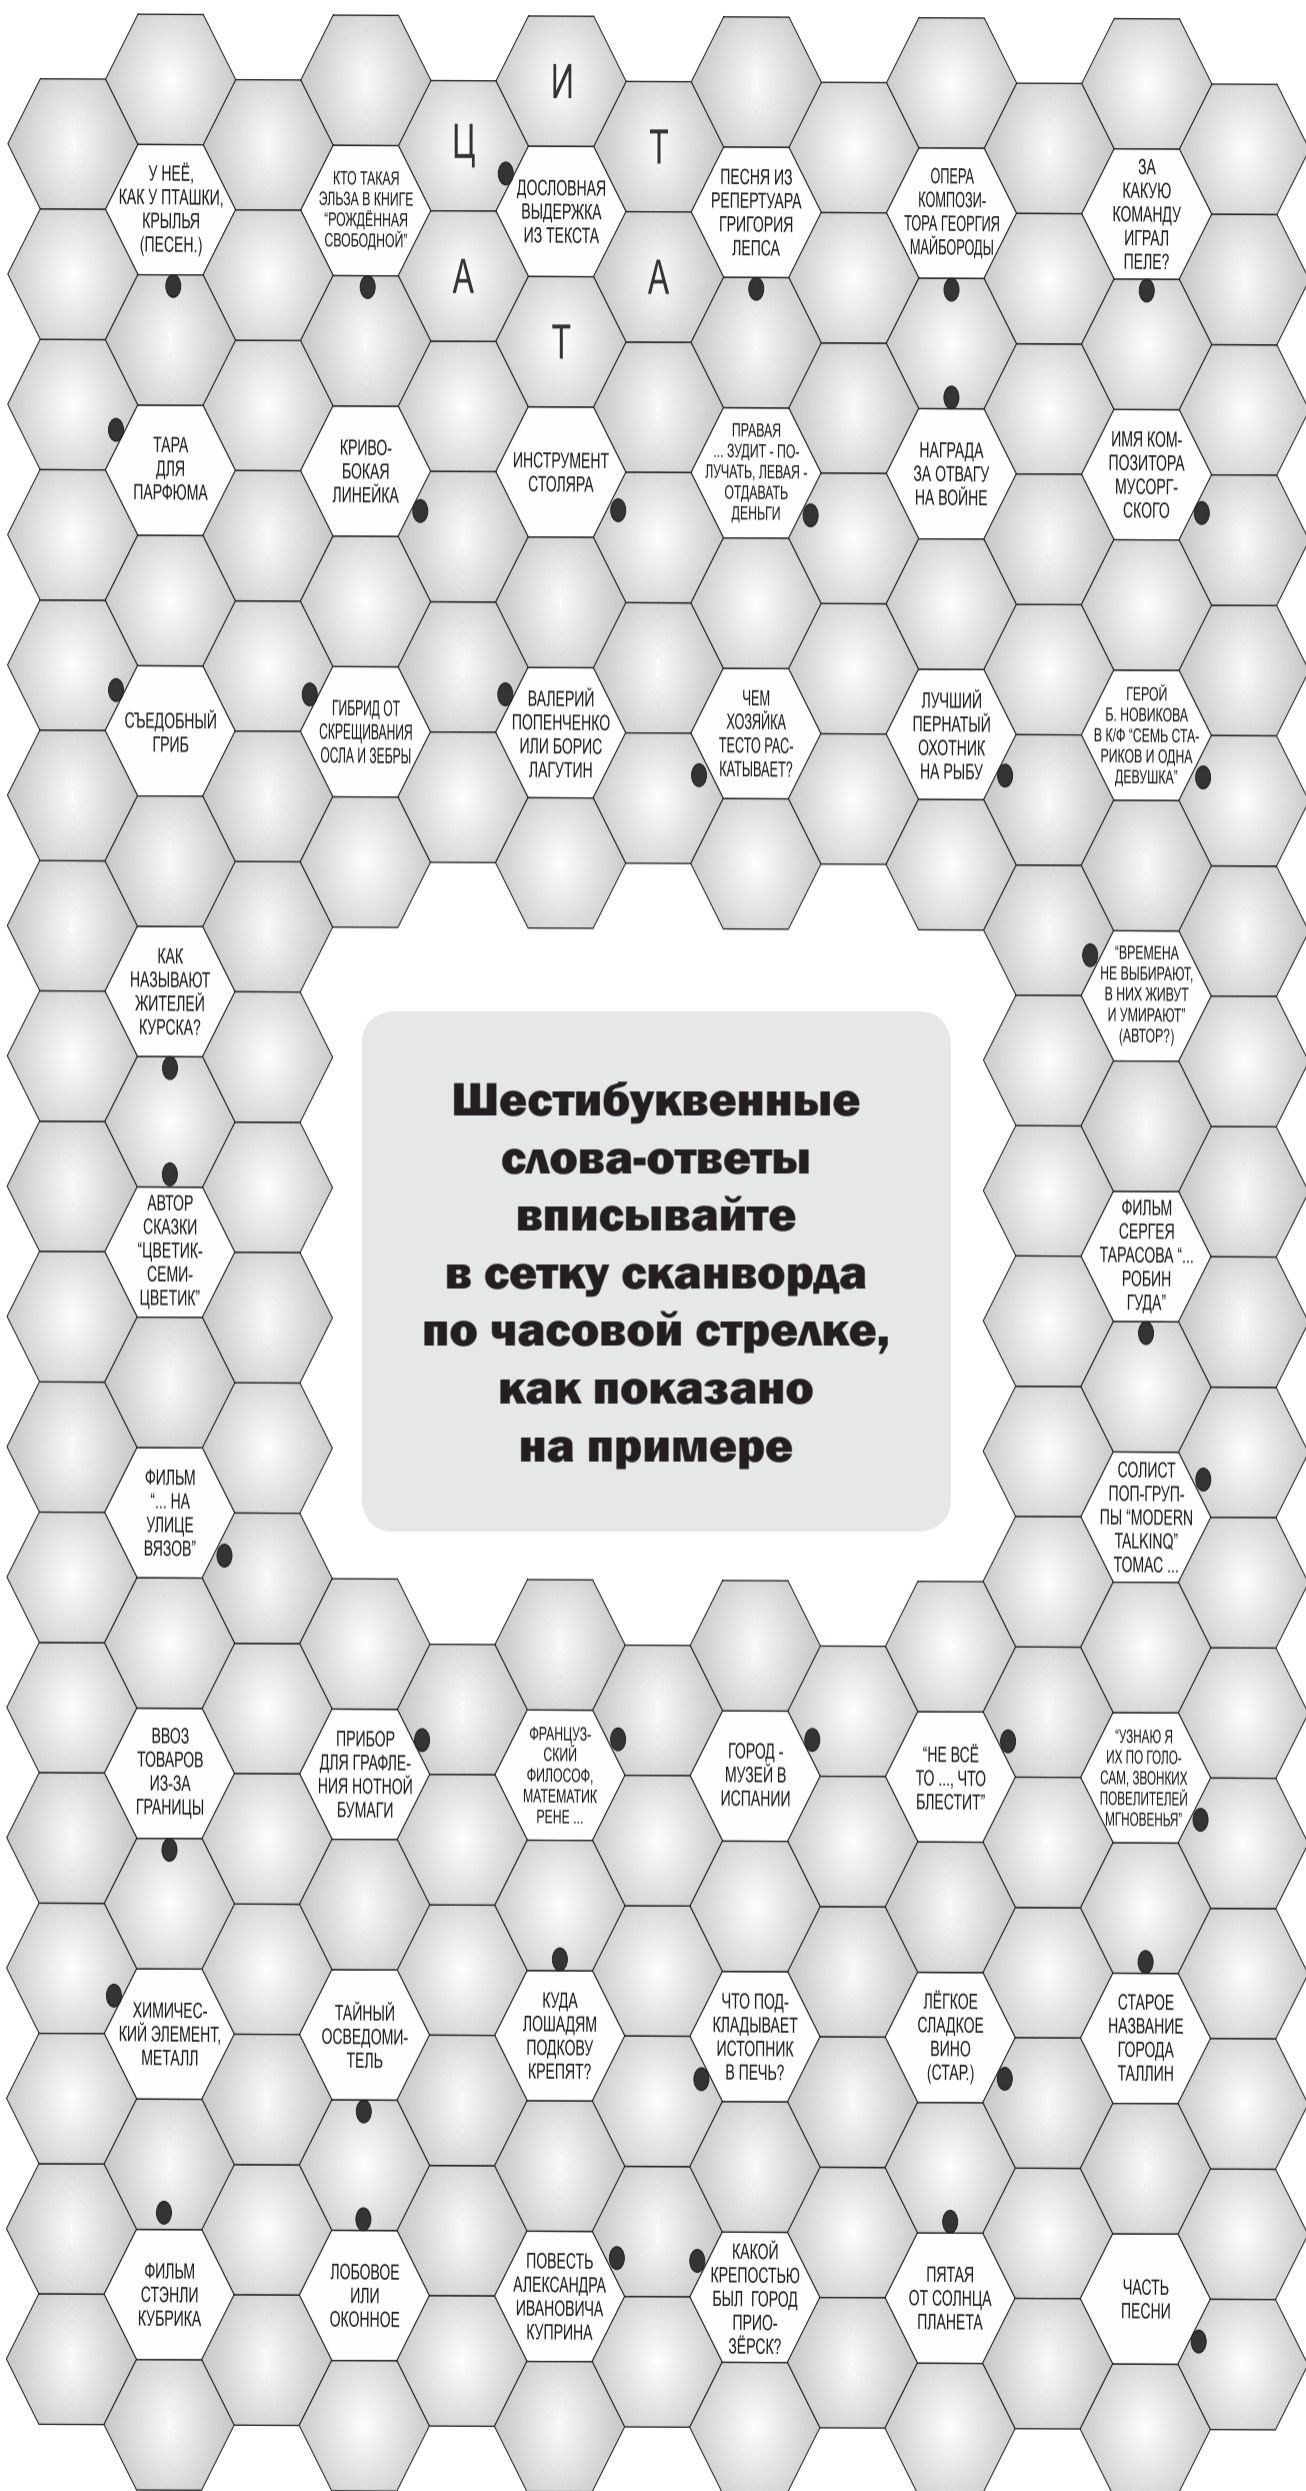 И
Ц
Т
У НЕЁ,
КАК У ПТАШКИ,
КРЫЛЬЯ
(ПЕСЕН.)
КТО ТАКАЯ
ЭЛЬЗА В КНИГЕ
“РОЖДЁННАЯ
СВОБОДНОЙ”
ДОСЛОВНАЯ
ВЫДЕРЖКА
ИЗ ТЕКСТА
ПЕСНЯ ИЗ
РЕПЕРТУАРА
ГРИГОРИЯ
ЛЕПСА
ОПЕРА
КОМПОЗИ-
ТОРА ГЕОРГИЯ
МАЙБОРОДЫ
ЗА
КАКУЮ
КОМАНДУ
ИГРАЛ
ПЕЛЕ?
А
А
Т
ТАРА
ДЛЯ
ПАРФЮМА
КРИВО-
БОКАЯ
ЛИНЕЙКА
ИНСТРУМЕНТ
СТОЛЯРА
ПРАВАЯ
... ЗУДИТ - ПО-
ЛУЧАТЬ, ЛЕВАЯ -
ОТДАВАТЬ
ДЕНЬГИ
НАГРАДА
ЗА ОТВАГУ
НА ВОЙНЕ
ИМЯ КОМ-
ПОЗИТОРА
МУСОРГ-
СКОГО
СЪЕДОБНЫЙ
ГРИБ
ГИБРИД ОТ
СКРЕЩИВАНИЯ
ОСЛА И ЗЕБРЫ
ВАЛЕРИЙ
ПОПЕНЧЕНКО
ИЛИ БОРИС
ЛАГУТИН
ЧЕМ
ХОЗЯЙКА
ТЕСТО РАС-
КАТЫВАЕТ?
ЛУЧШИЙ
ПЕРНАТЫЙ
ОХОТНИК
НА РЫБУ
ГЕРОЙ
Б. НОВИКОВА
В К/Ф “СЕМЬ СТА-
РИКОВ И ОДНА
ДЕВУШКА”
КАК
НАЗЫВАЮТ
ЖИТЕЛЕЙ
КУРСКА?
“ВРЕМЕНА
НЕ ВЫБИРАЮТ,
В НИХ ЖИВУТ
И УМИРАЮТ”
(АВТОР?)
Шестибуквенные
слова-ответы
вписывайте
в сетку сканворда
по часовой стрелке,
как показано
на примере
АВТОР
СКАЗКИ
“ЦВЕТИК-
СЕМИ-
ЦВЕТИК”
ФИЛЬМ
СЕРГЕЯ
ТАРАСОВА “...
РОБИН
ГУДА”
ФИЛЬМ
“... НА
УЛИЦЕ
ВЯЗОВ”
СОЛИСТ
ПОП-ГРУП-
ПЫ “MODERN
TALKINQ”
ТОМАС ...
ВВОЗ
ТОВАРОВ
ИЗ-ЗА
ГРАНИЦЫ
ПРИБОР
ДЛЯ ГРАФЛЕ-
НИЯ НОТНОЙ
БУМАГИ
ФРАНЦУЗ-
СКИЙ
ФИЛОСОФ,
МАТЕМАТИК
РЕНЕ ...
ГОРОД -
МУЗЕЙ В
ИСПАНИИ
“НЕ ВСЁ
ТО ..., ЧТО
БЛЕСТИТ”
“УЗНАЮ Я
ИХ ПО ГОЛО-
САМ, ЗВОНКИХ
ПОВЕЛИТЕЛЕЙ
МГНОВЕНЬЯ”
ХИМИЧЕС-
КИЙ ЭЛЕМЕНТ,
МЕТАЛЛ
ТАЙНЫЙ
ОСВЕДОМИ-
ТЕЛЬ
КУДА
ЛОШАДЯМ
ПОДКОВУ
КРЕПЯТ?
ЧТО ПОД-
КЛАДЫВАЕТ
ИСТОПНИК
В ПЕЧЬ?
ЛЁГКОЕ
СЛАДКОЕ
ВИНО
(СТАР.)
СТАРОЕ
НАЗВАНИЕ
ГОРОДА
ТАЛЛИН
ФИЛЬМ
СТЭНЛИ
КУБРИКА
ЛОБОВОЕ
ИЛИ
ОКОННОЕ
ПОВЕСТЬ
АЛЕКСАНДРА
ИВАНОВИЧА
КУПРИНА
КАКОЙ
КРЕПОСТЬЮ
БЫЛ ГОРОД
ПРИО-
ЗЁРСК?
ПЯТАЯ
ОТ СОЛНЦА
ПЛАНЕТА
ЧАСТЬ
ПЕСНИ